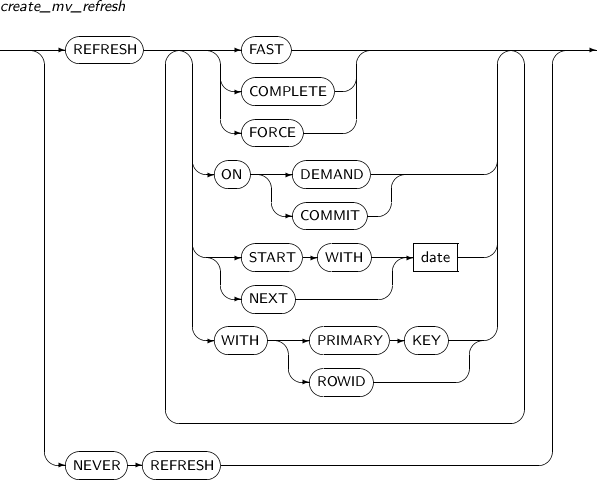 create_mv_refresh
REFRESH FAST
COMPLETE
FORCE
ON DEMAND
COMMIT
START WITH date
NEXT
WITH PRIMARY KEY
ROWID
NEVER REFRESH